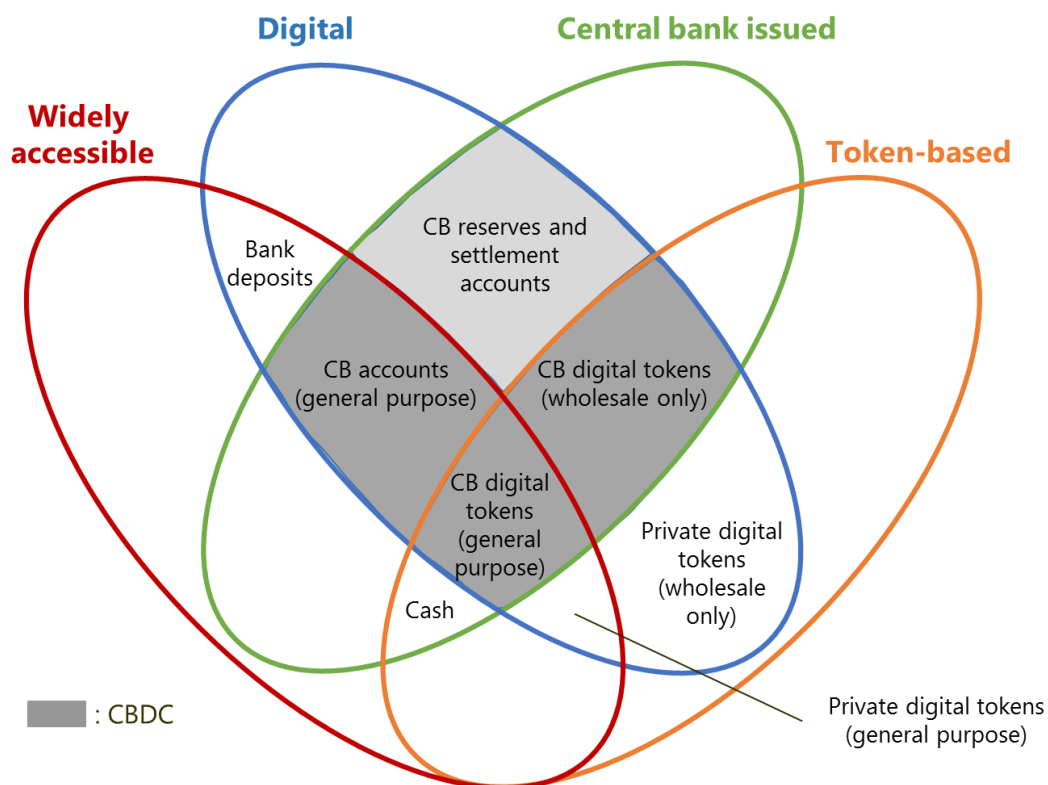 Digital
Central bank issued
Widely
accessible
Token-based
CB reserves and
settlement
accounts
Bank
deposits
CB accounts
(general purpose)
CB digital tokens
(wholesale only)
CB digital
tokens
(general
purpose)
Private digital
tokens
(wholesale
only)
Cash
: CBDC
Private digital tokens
(general purpose)